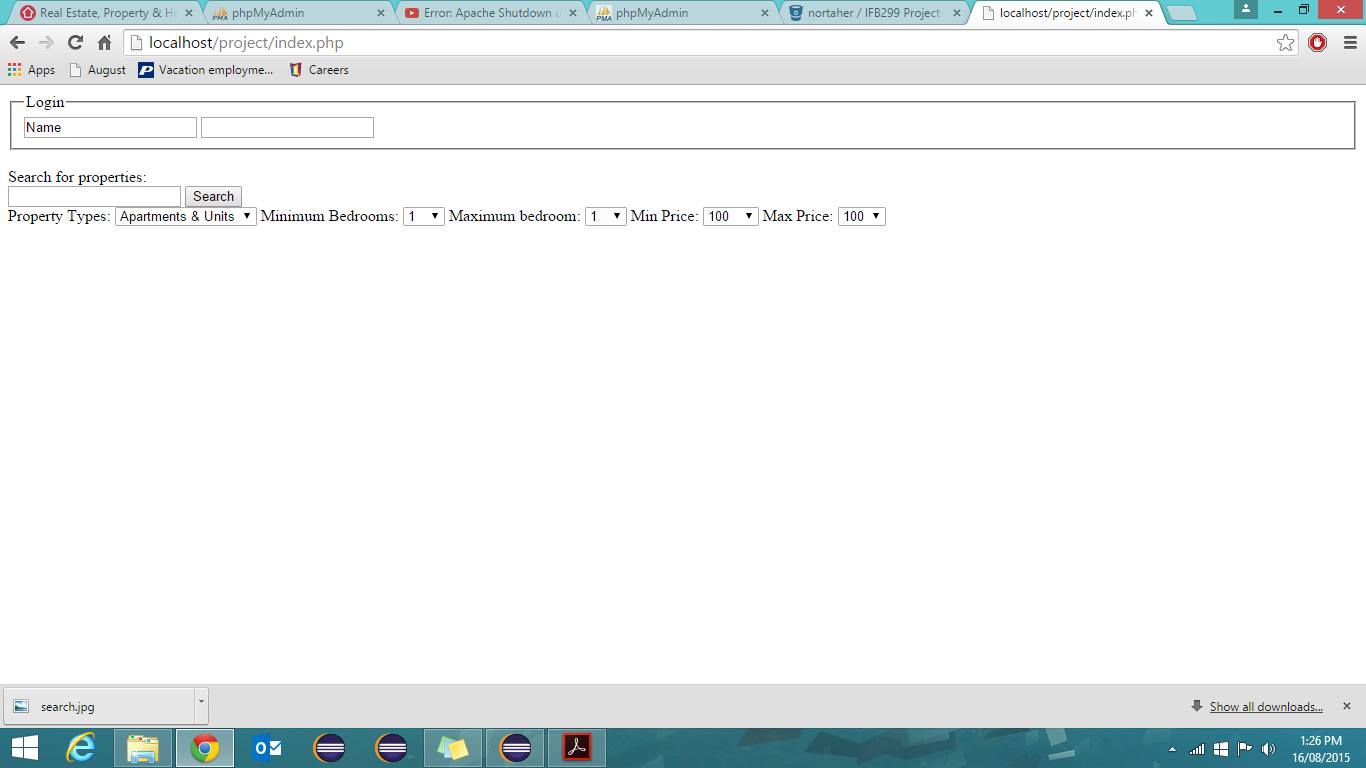 Real Estate, Property & Ho
phpMyAdmin
Error: Apache Shutdown u
phpMyAdmin
nortaher / IFB299 Project
localhost/project/index.ph
localhost/project/index.php
Apps
August
Vacation employme...
Careers
Login
Name
Search for properties:
Search
Property Types: Apartments & Units Minimum Bedrooms: 1 Maximum bedroom: 1 Min Price: 100 Max Price: 100
search.jpg
Show all downloads...
1:26 PM
16/08/2015